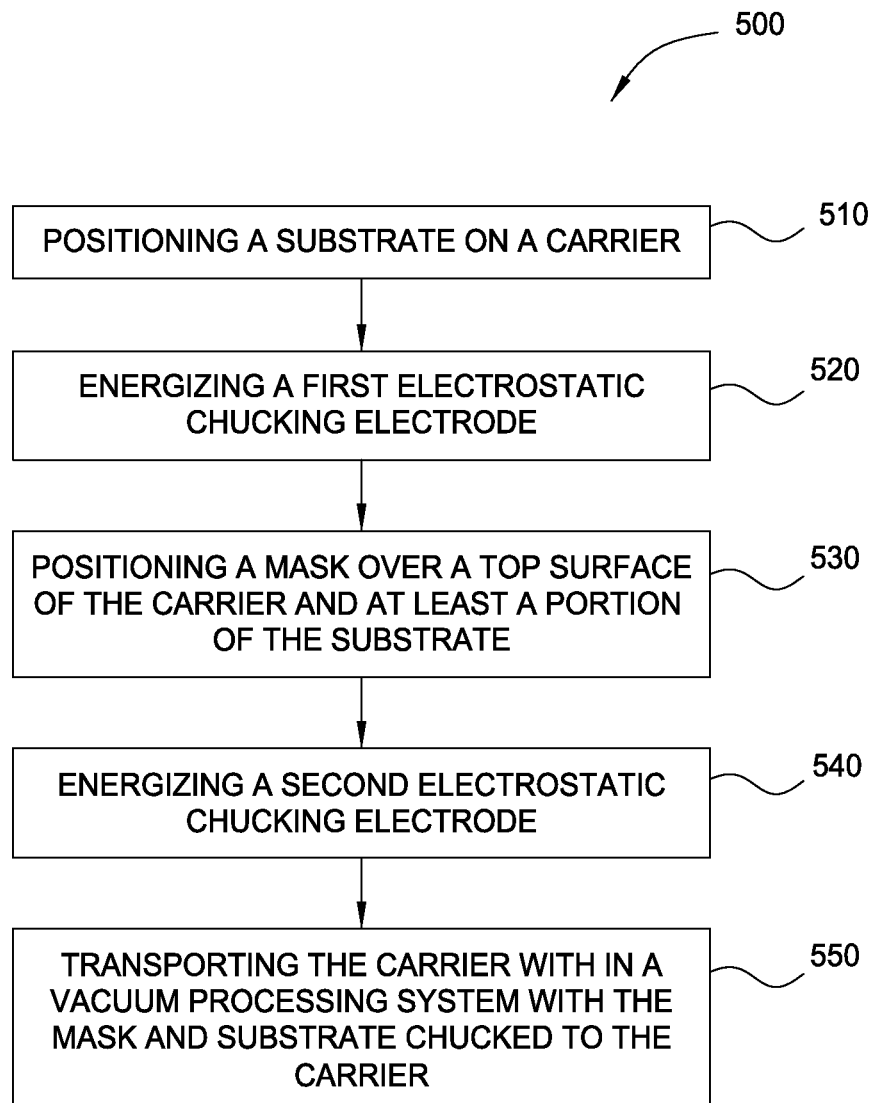 500
POSITIONING A SUBSTRATE ON A CARRIER
510
ENERGIZING A FIRST ELECTROSTATIC
CHUCKING ELECTRODE
520
POSITIONING A MASK OVER A TOP SURFACE
OF THE CARRIER AND AT LEAST A PORTION
OF THE SUBSTRATE
530
ENERGIZING A SECOND ELECTROSTATIC
CHUCKING ELECTRODE
540
TRANSPORTING THE CARRIER WITH IN A
VACUUM PROCESSING SYSTEM WITH THE
MASK AND SUBSTRATE CHUCKED TO THE
CARRIER
550